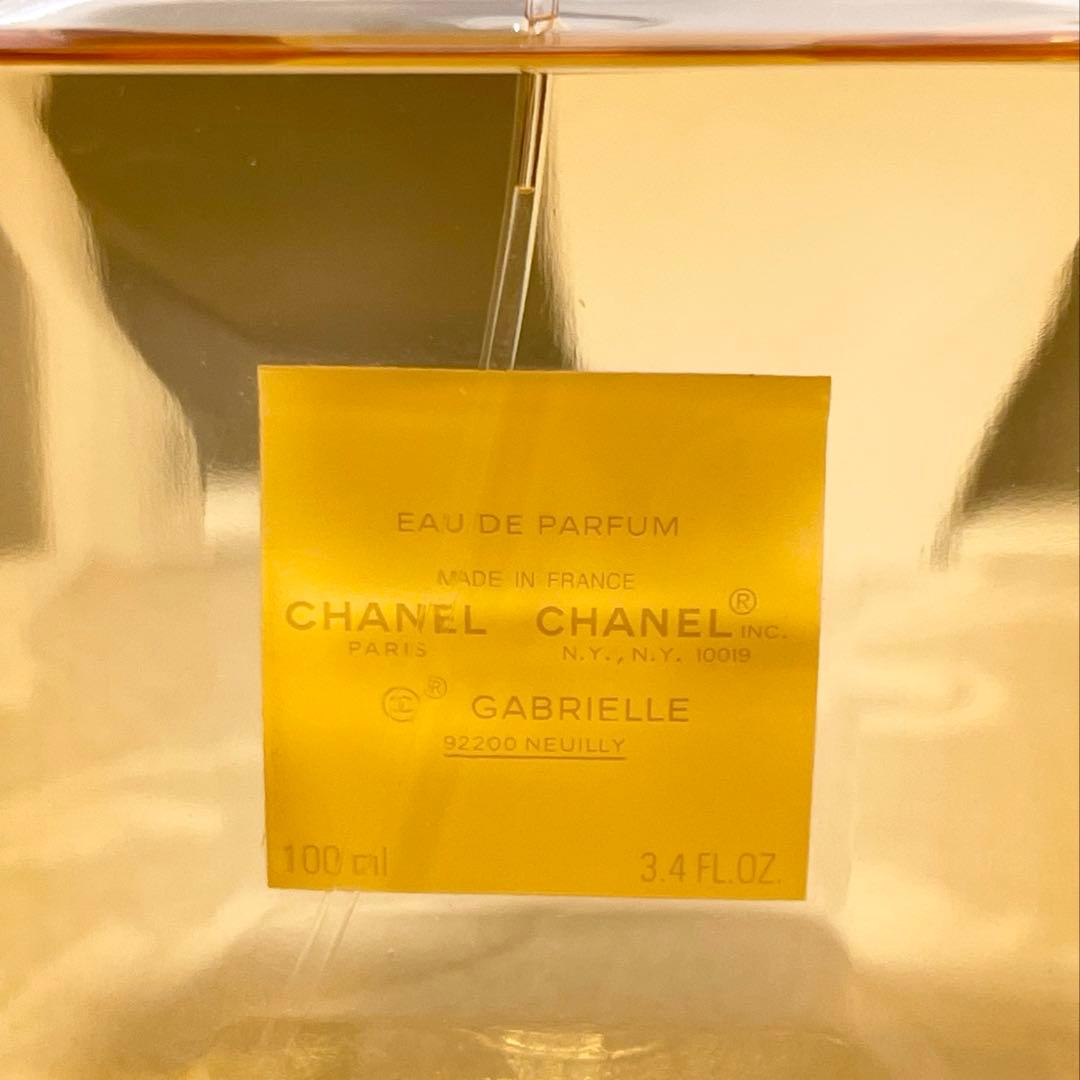 EAU DE PARFUM
MADE IN FRANCE
CHANEL CHANEL® INC.
PARIS N.Y., N.Y. 10019
® GABRIELLE
92200 NEUILLY
100 ml 3.4 FL.OZ.